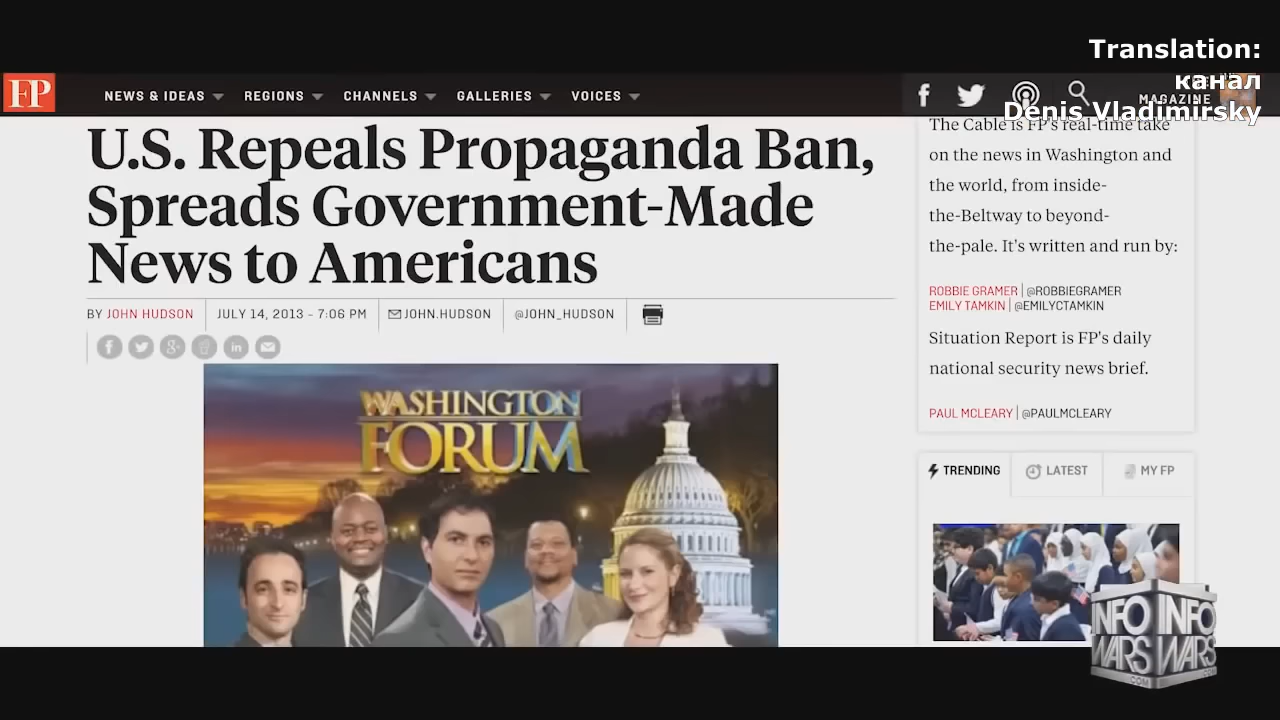 Translation:
канал
Denis Vladimirsky
FP
NEWS & IDEAS
REGIONS
CHANNELS
GALLERIES
VOICES
MAGAZINE
U.S. Repeals Propaganda Ban,
Spreads Government-Made
News to Americans
BY JOHN HUDSON
JULY 14, 2013 - 7:06 PM
JOHN.HUDSON
@JOHN_HUDSON
WASHINGTON
FORUM
The Cable is FP's real-time take
on the news in Washington and
the world, from inside-
the-Beltway to beyond-
the-pale. It's written and run by:
ROBBIE GRAMER | @ROBBIEGRAMER
EMILY TAMKIN | @EMILYCTAMKIN
Situation Report is FP's daily
national security news brief.
PAUL MCLEARY | @PAULMCLEARY
TRENDING
LATEST
MY FP
INFO INFO
WARS WARS
.COM